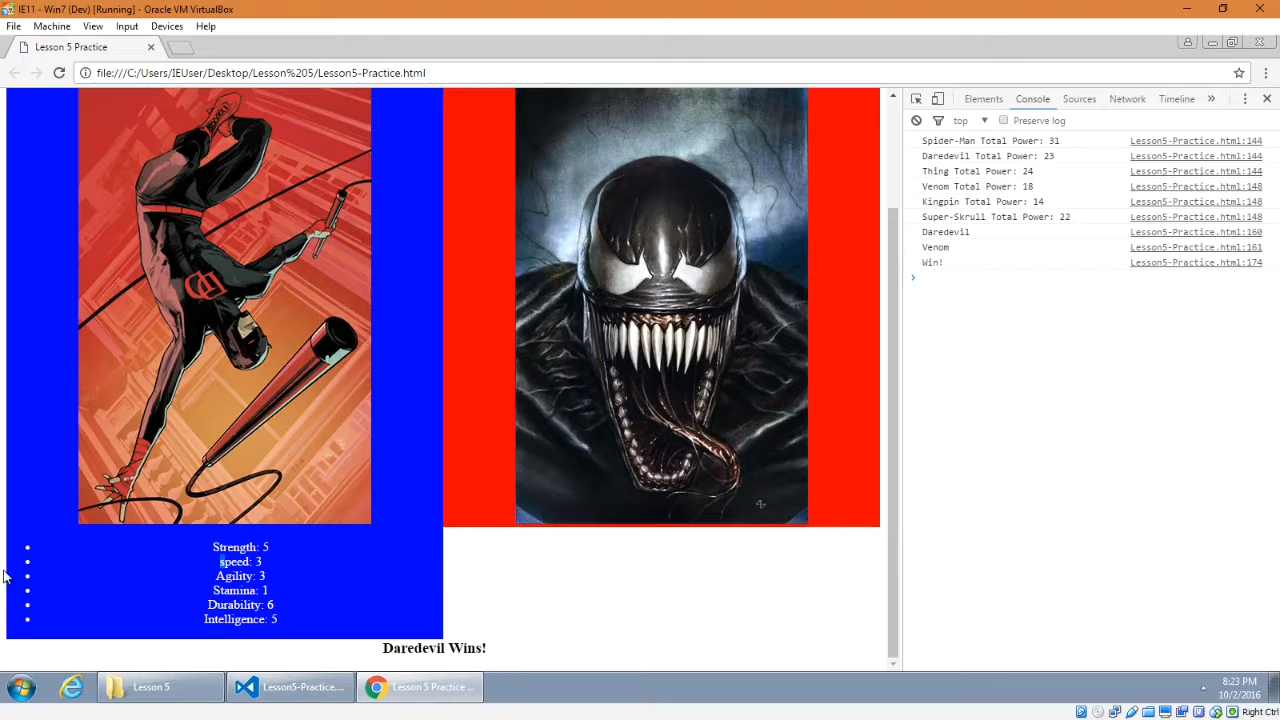 IE11 - Win7 (Dev) [Running] - Oracle VM VirtualBox
File Machine View Input Devices Help
Lesson 5 Practice
file:///C:/Users/IEUser/Desktop/Lesson%205/Lesson5-Practice.html
Elements Console Sources Network Timeline »
top Preserve log
Spider-Man Total Power: 31 Lesson5-Practice.html:144
Daredevil Total Power: 23 Lesson5-Practice.html:144
Thing Total Power: 24 Lesson5-Practice.html:144
Venom Total Power: 18 Lesson5-Practice.html:148
Kingpin Total Power: 14 Lesson5-Practice.html:148
Super-Skrull Total Power: 22 Lesson5-Practice.html:148
Daredevil Lesson5-Practice.html:160
Venom Lesson5-Practice.html:161
Win! Lesson5-Practice.html:174
Strength: 5
speed: 3
Agility: 3
Stamina: 1
Durability: 6
Intelligence: 5
Daredevil Wins!
Lesson 5 Lesson5-Practice.... Lesson 5 Practice ...
8:23 PM
10/2/2016
Right Ctrl